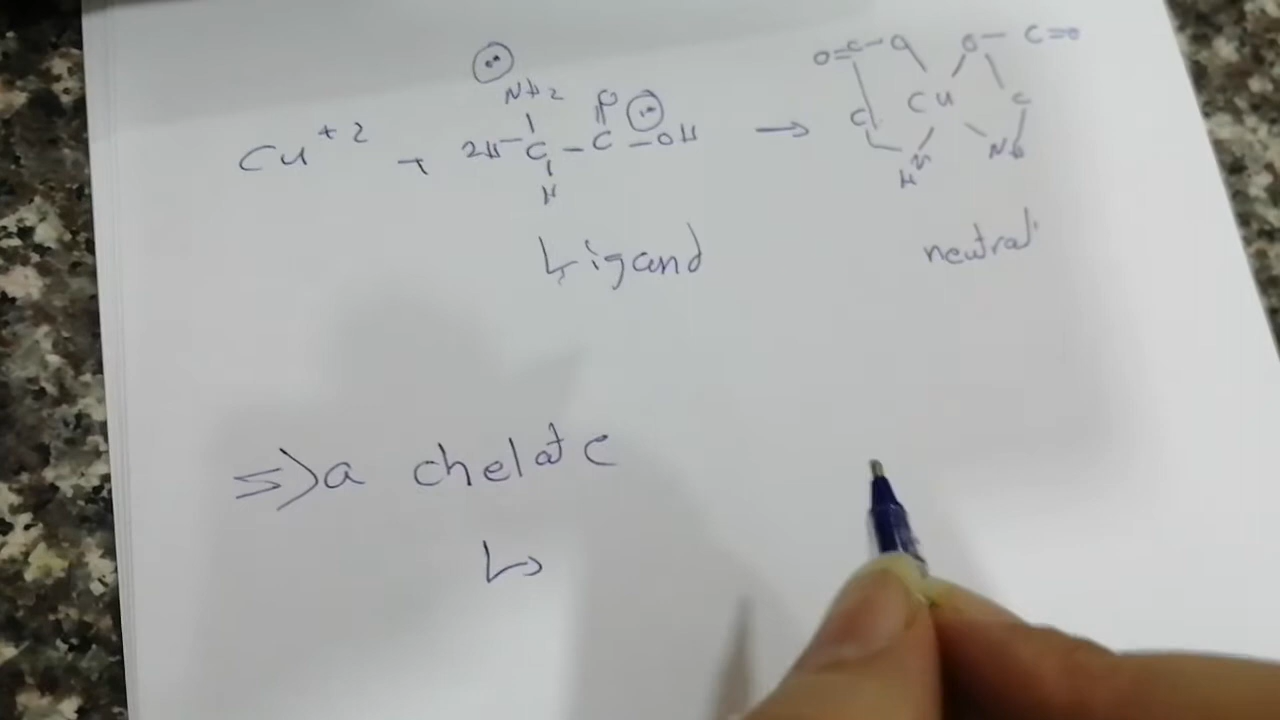 Cu+2 + 2H - C - C - OH →
NH2
H
O
O=C-O O-C=O
Cu
C C
N H
N
Ligand
neutral
=> a chelate
↳